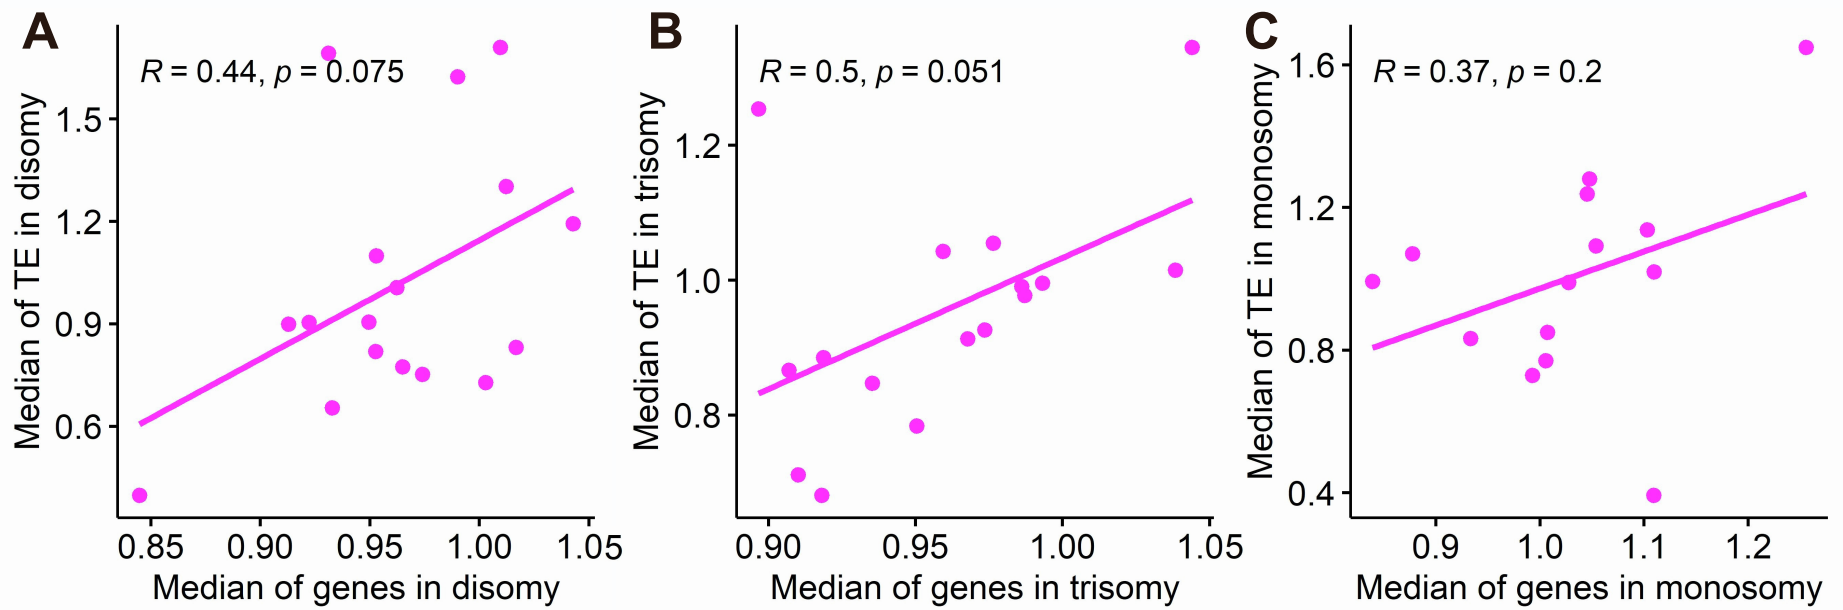 A
R = 0.44, p = 0.075
Median of TE in disomy
1.5
1.2
0.9
0.6
0.85 0.90 0.95 1.00 1.05
Median of genes in disomy
B
R = 0.5, p = 0.051
Median of TE in trisomy
1.2
1.0
0.8
0.90 0.95 1.00 1.05
Median of genes in trisomy
C
R = 0.37, p = 0.2
Median of TE in monosomy
1.6
1.2
0.8
0.4
0.9 1.0 1.1 1.2
Median of genes in monosomy